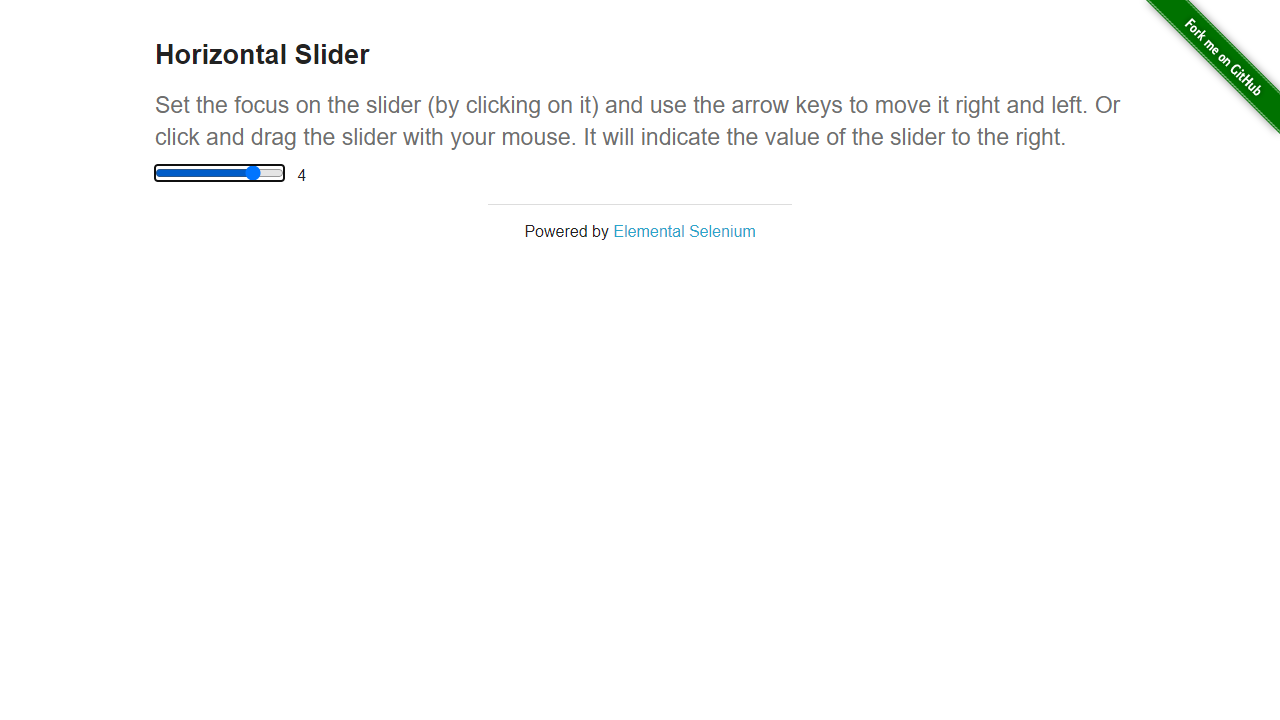 Fork me on GitHub
Horizontal Slider
Set the focus on the slider (by clicking on it) and use the arrow keys to move it right and left. Or
click and drag the slider with your mouse. It will indicate the value of the slider to the right.
4
Powered by Elemental Selenium